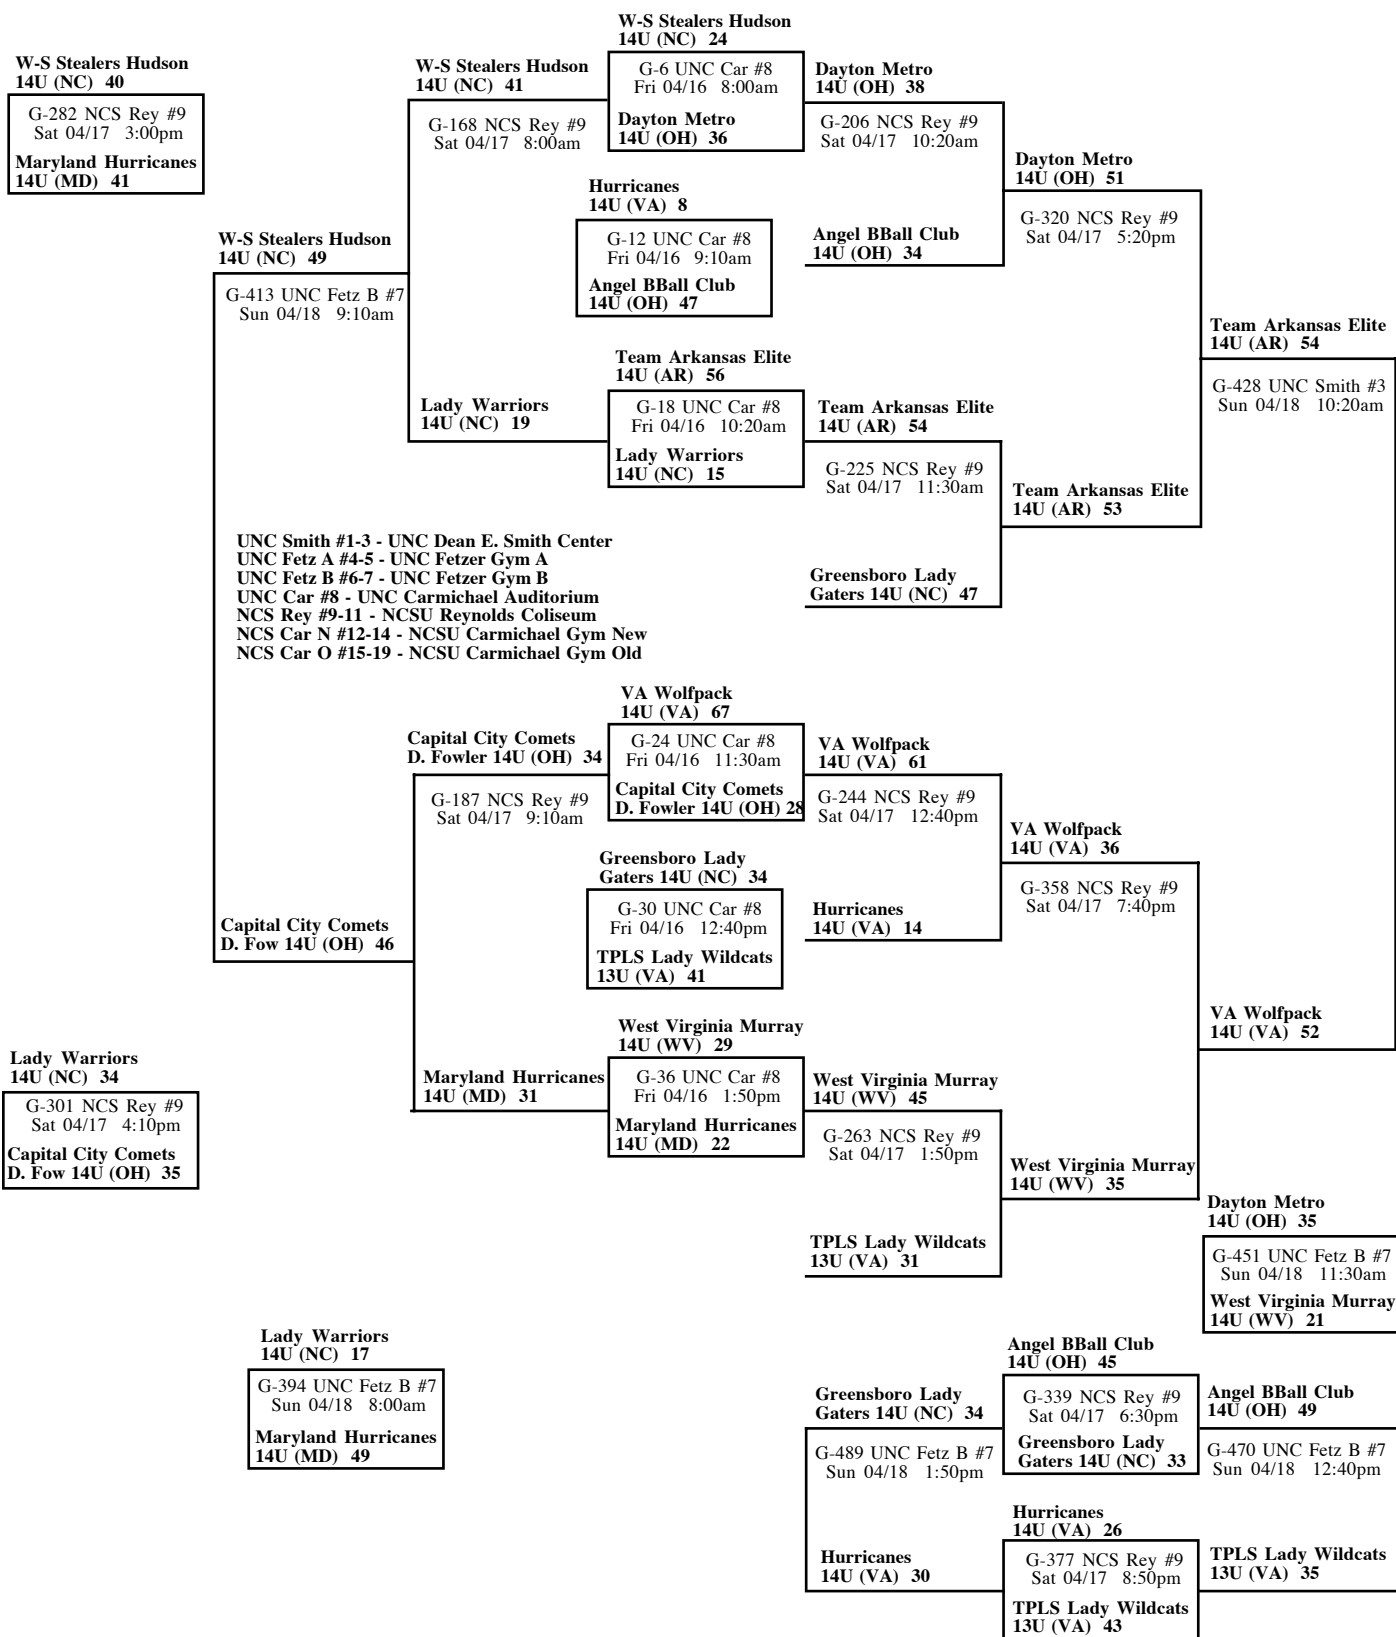 W-S Stealers Hudson
14U (NC) 40
G-282 NCS Rey #9
Sat 04/17 3:00pm
Maryland Hurricanes
14U (MD) 41
W-S Stealers Hudson
14U (NC) 49
G-413 UNC Fetz B #7
Sun 04/18 9:10am
W-S Stealers Hudson
14U (NC) 41
G-168 NCS Rey #9
Sat 04/17 8:00am
Lady Warriors
14U (NC) 19
W-S Stealers Hudson
14U (NC) 24
G-6 UNC Car #8
Fri 04/16 8:00am
Dayton Metro
14U (OH) 36
Hurricanes
14U (VA) 8
G-12 UNC Car #8
Fri 04/16 9:10am
Angel BBall Club
14U (OH) 47
Team Arkansas Elite
14U (AR) 56
G-18 UNC Car #8
Fri 04/16 10:20am
Lady Warriors
14U (NC) 15
Dayton Metro
14U (OH) 38
G-206 NCS Rey #9
Sat 04/17 10:20am
Angel BBall Club
14U (OH) 34
Team Arkansas Elite
14U (AR) 54
G-225 NCS Rey #9
Sat 04/17 11:30am
Greensboro Lady
Gaters 14U (NC) 47
Dayton Metro
14U (OH) 51
G-320 NCS Rey #9
Sat 04/17 5:20pm
Team Arkansas Elite
14U (AR) 53
Team Arkansas Elite
14U (AR) 54
G-428 UNC Smith #3
Sun 04/18 10:20am
UNC Smith #1-3 - UNC Dean E. Smith Center
UNC Fetz A #4-5 - UNC Fetzer Gym A
UNC Fetz B #6-7 - UNC Fetzer Gym B
UNC Car #8 - UNC Carmichael Auditorium
NCS Rey #9-11 - NCSU Reynolds Coliseum
NCS Car N #12-14 - NCSU Carmichael Gym New
NCS Car O #15-19 - NCSU Carmichael Gym Old
Capital City Comets
D. Fow 14U (OH) 46
Capital City Comets
D. Fowler 14U (OH) 34
G-187 NCS Rey #9
Sat 04/17 9:10am
Maryland Hurricanes
14U (MD) 31
VA Wolfpack
14U (VA) 67
G-24 UNC Car #8
Fri 04/16 11:30am
Capital City Comets
D. Fowler 14U (OH) 28
Greensboro Lady
Gaters 14U (NC) 34
G-30 UNC Car #8
Fri 04/16 12:40pm
TPLS Lady Wildcats
13U (VA) 41
West Virginia Murray
14U (WV) 29
G-36 UNC Car #8
Fri 04/16 1:50pm
Maryland Hurricanes
14U (MD) 22
VA Wolfpack
14U (VA) 61
G-244 NCS Rey #9
Sat 04/17 12:40pm
Hurricanes
14U (VA) 14
West Virginia Murray
14U (WV) 45
G-263 NCS Rey #9
Sat 04/17 1:50pm
TPLS Lady Wildcats
13U (VA) 31
VA Wolfpack
14U (VA) 36
G-358 NCS Rey #9
Sat 04/17 7:40pm
West Virginia Murray
14U (WV) 35
VA Wolfpack
14U (VA) 52
Lady Warriors
14U (NC) 34
G-301 NCS Rey #9
Sat 04/17 4:10pm
Capital City Comets
D. Fow 14U (OH) 35
Dayton Metro
14U (OH) 35
G-451 UNC Fetz B #7
Sun 04/18 11:30am
West Virginia Murray
14U (WV) 21
Lady Warriors
14U (NC) 17
G-394 UNC Fetz B #7
Sun 04/18 8:00am
Maryland Hurricanes
14U (MD) 49
Greensboro Lady
Gaters 14U (NC) 34
G-489 UNC Fetz B #7
Sun 04/18 1:50pm
Hurricanes
14U (VA) 30
Angel BBall Club
14U (OH) 45
G-339 NCS Rey #9
Sat 04/17 6:30pm
Greensboro Lady
Gaters 14U (NC) 33
Hurricanes
14U (VA) 26
G-377 NCS Rey #9
Sat 04/17 8:50pm
TPLS Lady Wildcats
13U (VA) 43
Angel BBall Club
14U (OH) 49
G-470 UNC Fetz B #7
Sun 04/18 12:40pm
TPLS Lady Wildcats
13U (VA) 35